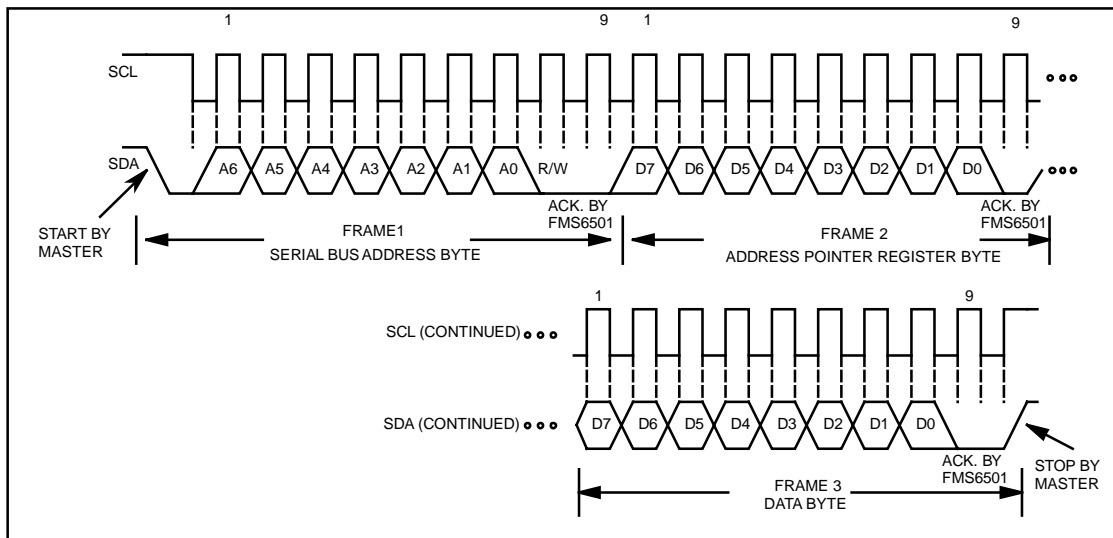 1 9 1 9
SCL
SDA A6 A5 A4 A3 A2 A1 A0 R/W D7 D6 D5 D4 D3 D2 D1 D0
START BY
MASTER
ACK. BY
FMS6501
ACK. BY
FMS6501
FRAME1
SERIAL BUS ADDRESS BYTE
FRAME 2
ADDRESS POINTER REGISTER BYTE
1 9
SCL (CONTINUED)
SDA (CONTINUED) D7 D6 D5 D4 D3 D2 D1 D0
ACK. BY
FMS6501
STOP BY
MASTER
FRAME 3
DATA BYTE